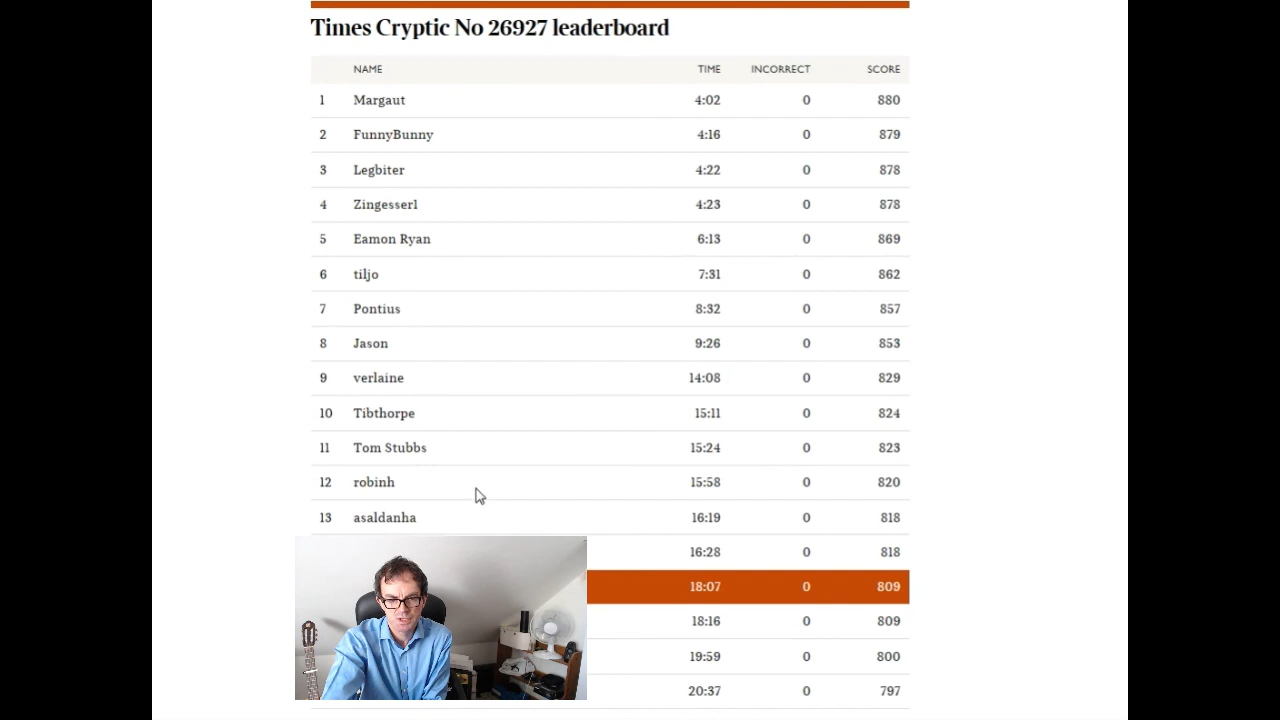 Times Cryptic No 26927 leaderboard
NAME TIME INCORRECT SCORE
1 Margaut 4:02 0 880
2 FunnyBunny 4:16 0 879
3 Legbiter 4:22 0 878
4 Zingesserl 4:23 0 878
5 Eamon Ryan 6:13 0 869
6 tiljo 7:31 0 862
7 Pontius 8:32 0 857
8 Jason 9:26 0 853
9 verlaine 14:08 0 829
10 Tibthorpe 15:11 0 824
11 Tom Stubbs 15:24 0 823
12 robinh 15:58 0 820
13 asaldanha 16:19 0 818
16:28 0 818
18:07 0 809
18:16 0 809
19:59 0 800
20:37 0 797